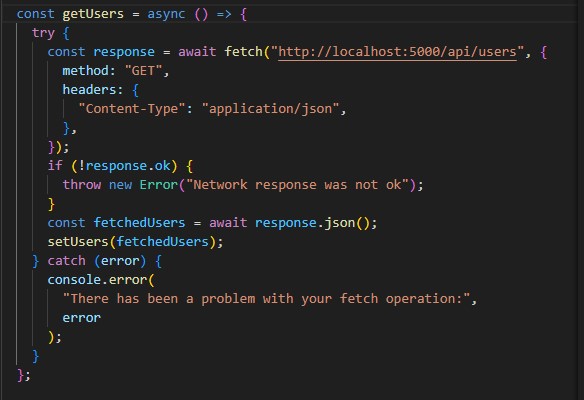 const getUsers = async () => {
  try {
    const response = await fetch("http://localhost:5000/api/users", {
      method: "GET",
      headers: {
        "Content-Type": "application/json",
      },
    });
    if (!response.ok) {
      throw new Error("Network response was not ok");
    }
    const fetchedUsers = await response.json();
    setUsers(fetchedUsers);
  } catch (error) {
    console.error(
      "There has been a problem with your fetch operation:",
      error
    );
  }
};